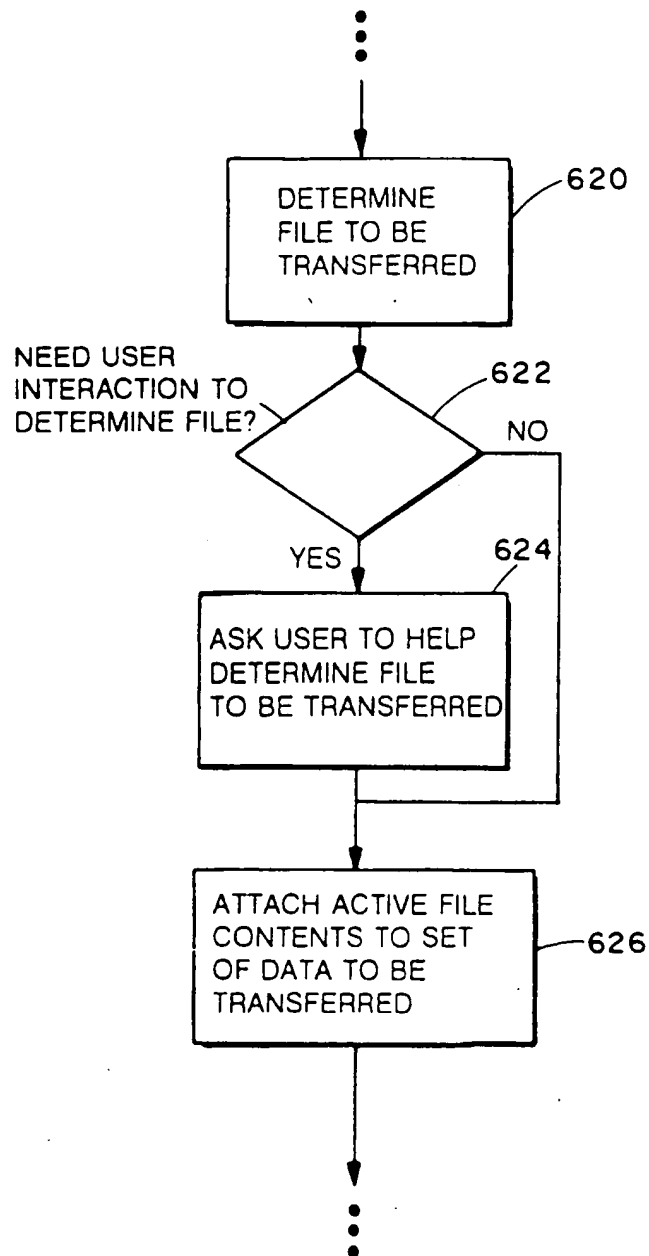 DETERMINE
FILE TO BE
TRANSFERRED
620
NEED USER
INTERACTION TO
DETERMINE FILE?
622
NO
YES
624
ASK USER TO HELP
DETERMINE FILE
TO BE TRANSFERRED
ATTACH ACTIVE FILE
CONTENTS TO SET
OF DATA TO BE
TRANSFERRED
626